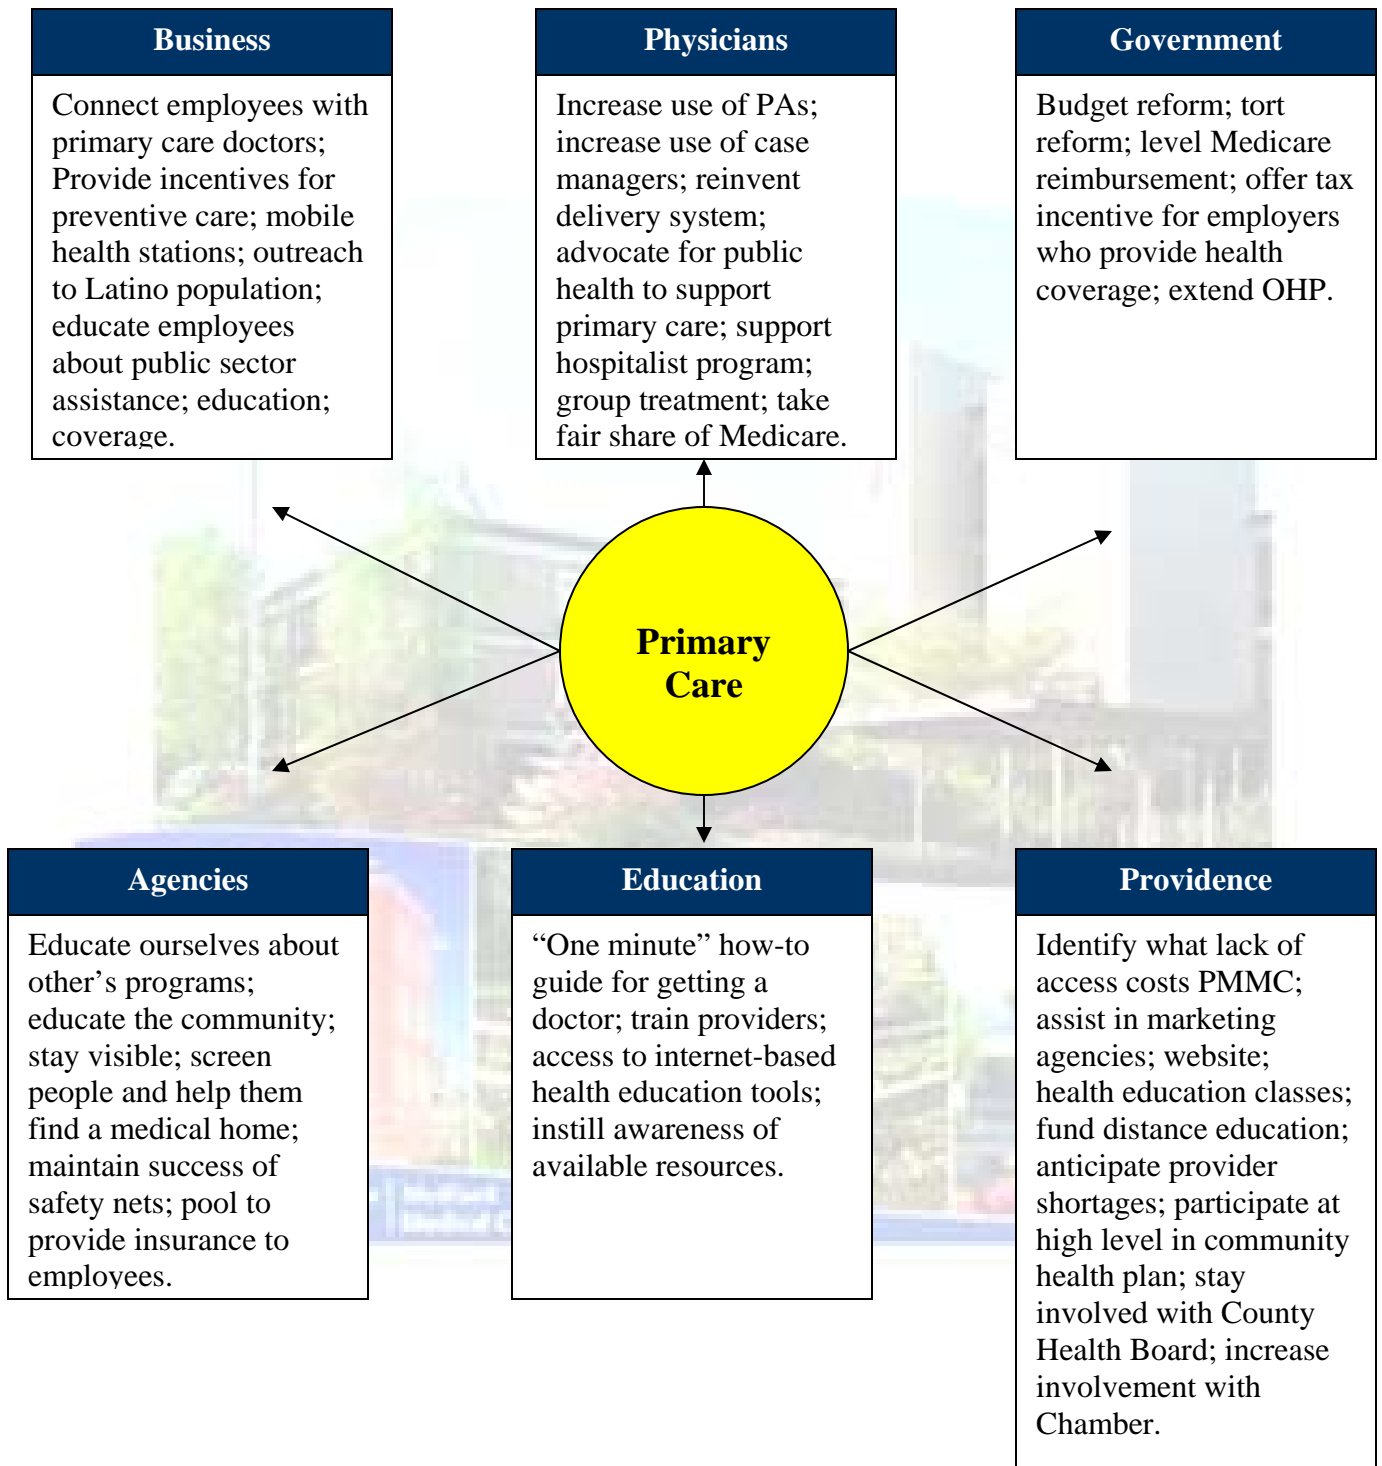 Business
Connect employees with
primary care doctors;
Provide incentives for
preventive care; mobile
health stations; outreach
to Latino population;
educate employees
about public sector
assistance; education;
coverage.
Physicians
Increase use of PAs;
increase use of case
managers; reinvent
delivery system;
advocate for public
health to support
primary care; support
hospitalist program;
group treatment; take
fair share of Medicare.
Government
Budget reform; tort
reform; level Medicare
reimbursement; offer tax
incentive for employers
who provide health
coverage; extend OHP.
Primary
Care
Agencies
Educate ourselves about
other’s programs;
educate the community;
stay visible; screen
people and help them
find a medical home;
maintain success of
safety nets; pool to
provide insurance to
employees.
Education
“One minute” how-to
guide for getting a
doctor; train providers;
access to internet-based
health education tools;
instill awareness of
available resources.
Providence
Identify what lack of
access costs PMMC;
assist in marketing
agencies; website;
health education classes;
fund distance education;
anticipate provider
shortages; participate at
high level in community
health plan; stay
involved with County
Health Board; increase
involvement with
Chamber.